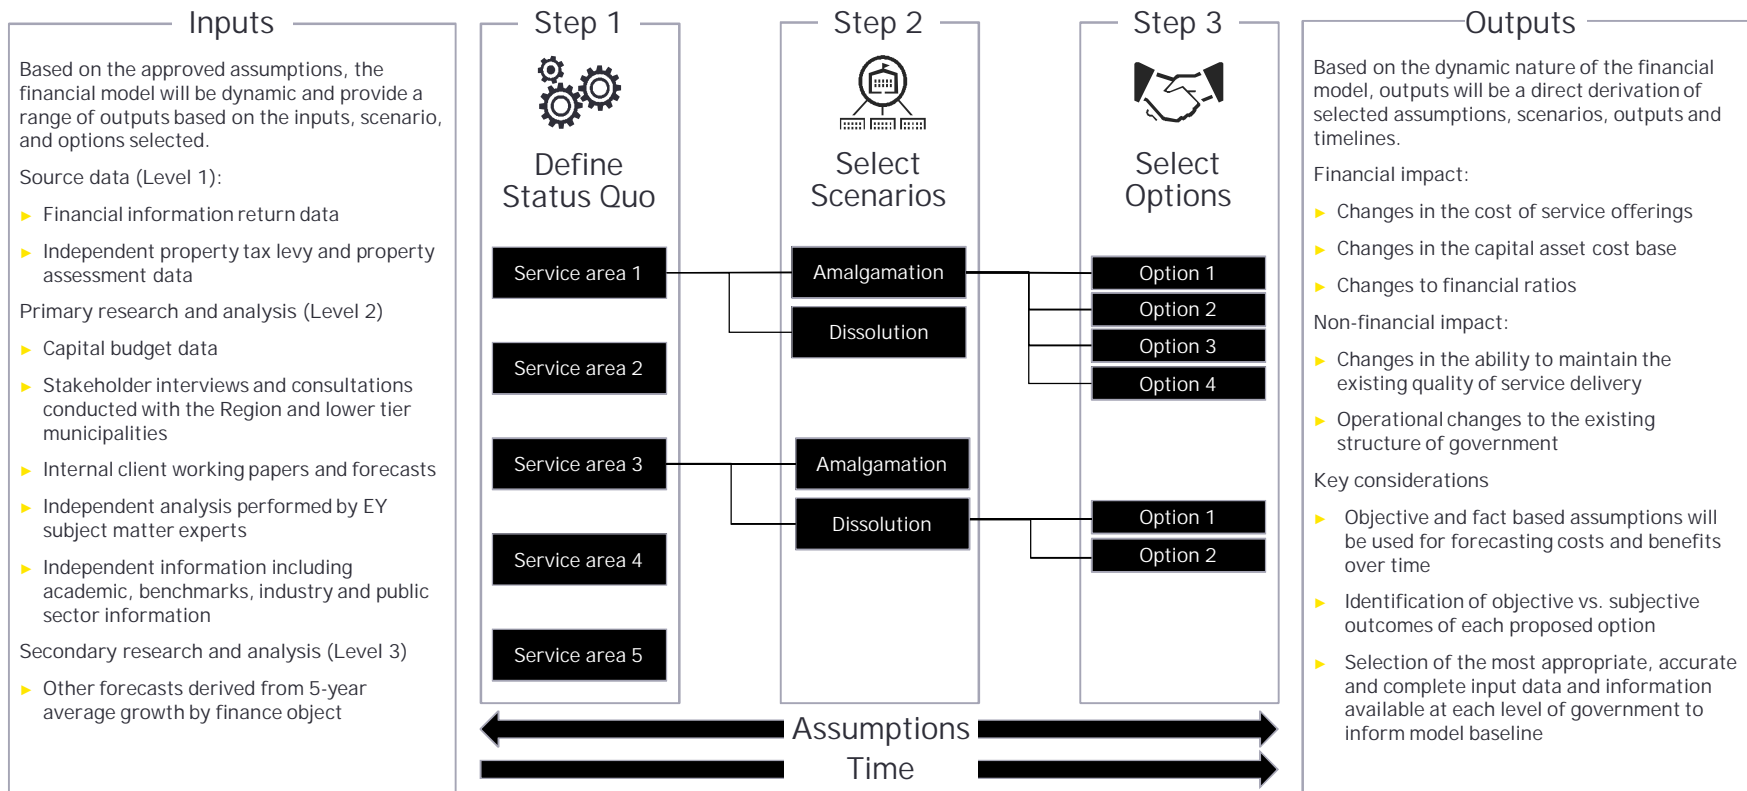 Inputs
Based on the approved assumptions, the
financial model will be dynamic and provide a
range of outputs based on the inputs, scenario,
and options selected.
Source data (Level 1):
► Financial information return data
► Independent property tax levy and property
assessment data
Primary research and analysis (Level 2)
► Capital budget data
► Stakeholder interviews and consultations
conducted with the Region and lower tier
municipalities
► Internal client working papers and forecasts
► Independent analysis performed by EY
subject matter experts
► Independent information including
academic, benchmarks, industry and public
sector information
Secondary research and analysis (Level 3)
► Other forecasts derived from 5-year
average growth by finance object
Step 1
Define
Status Quo
Service area 1
Service area 2
Service area 3
Service area 4
Service area 5
Step 2
Select
Scenarios
Amalgamation
Dissolution
Amalgamation
Dissolution
Step 3
Select
Options
Option 1
Option 2
Option 3
Option 4
Option 1
Option 2
Assumptions
Time
Outputs
Based on the dynamic nature of the financial
model, outputs will be a direct derivation of
selected assumptions, scenarios, outputs and
timelines.
Financial impact:
► Changes in the cost of service offerings
► Changes in the capital asset cost base
► Changes to financial ratios
Non-financial impact:
► Changes in the ability to maintain the
existing quality of service delivery
► Operational changes to the existing
structure of government
Key considerations
► Objective and fact based assumptions will
be used for forecasting costs and benefits
over time
► Identification of objective vs. subjective
outcomes of each proposed option
► Selection of the most appropriate, accurate
and complete input data and information
available at each level of government to
inform model baseline